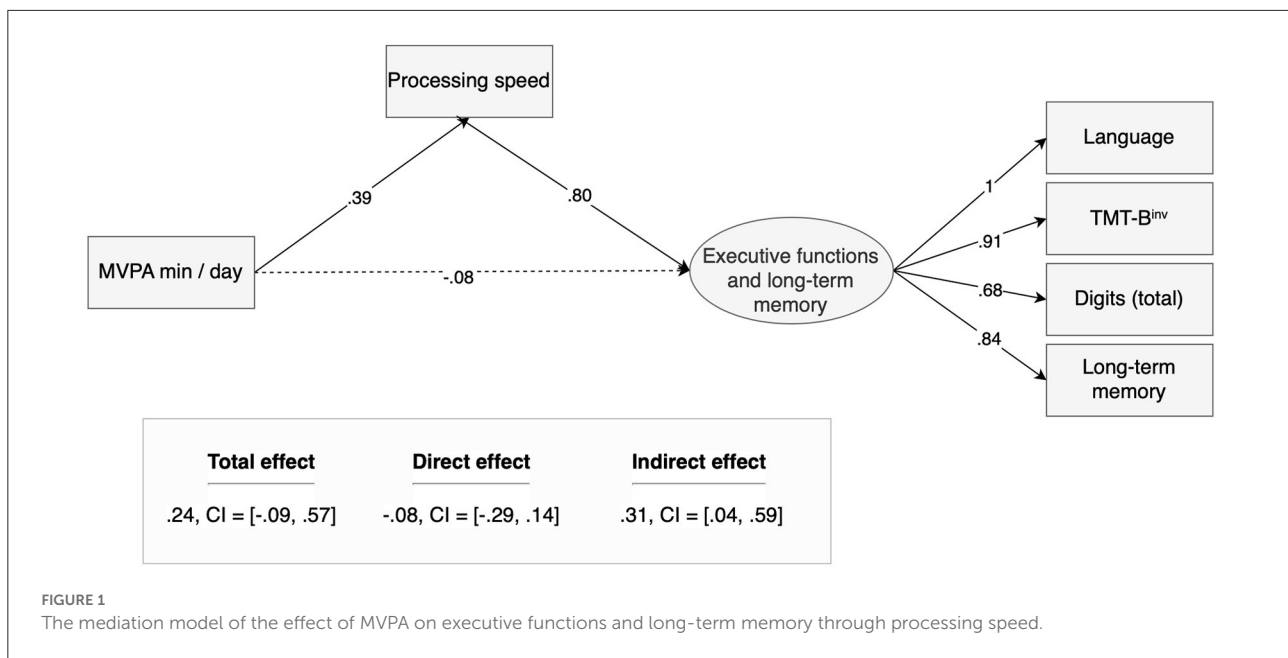 Processing speed
.39
.80
MVPA min / day
-.08
Executive functions
and long-term
memory
1
.91
.68
.84
Language
TMT-Bⁱⁿᵛ
Digits (total)
Long-term
memory
Total effect Direct effect Indirect effect
.24, CI = [-.09, .57] -.08, CI = [-.29, .14] .31, CI = [.04, .59]
FIGURE 1
The mediation model of the effect of MVPA on executive functions and long-term memory through processing speed.